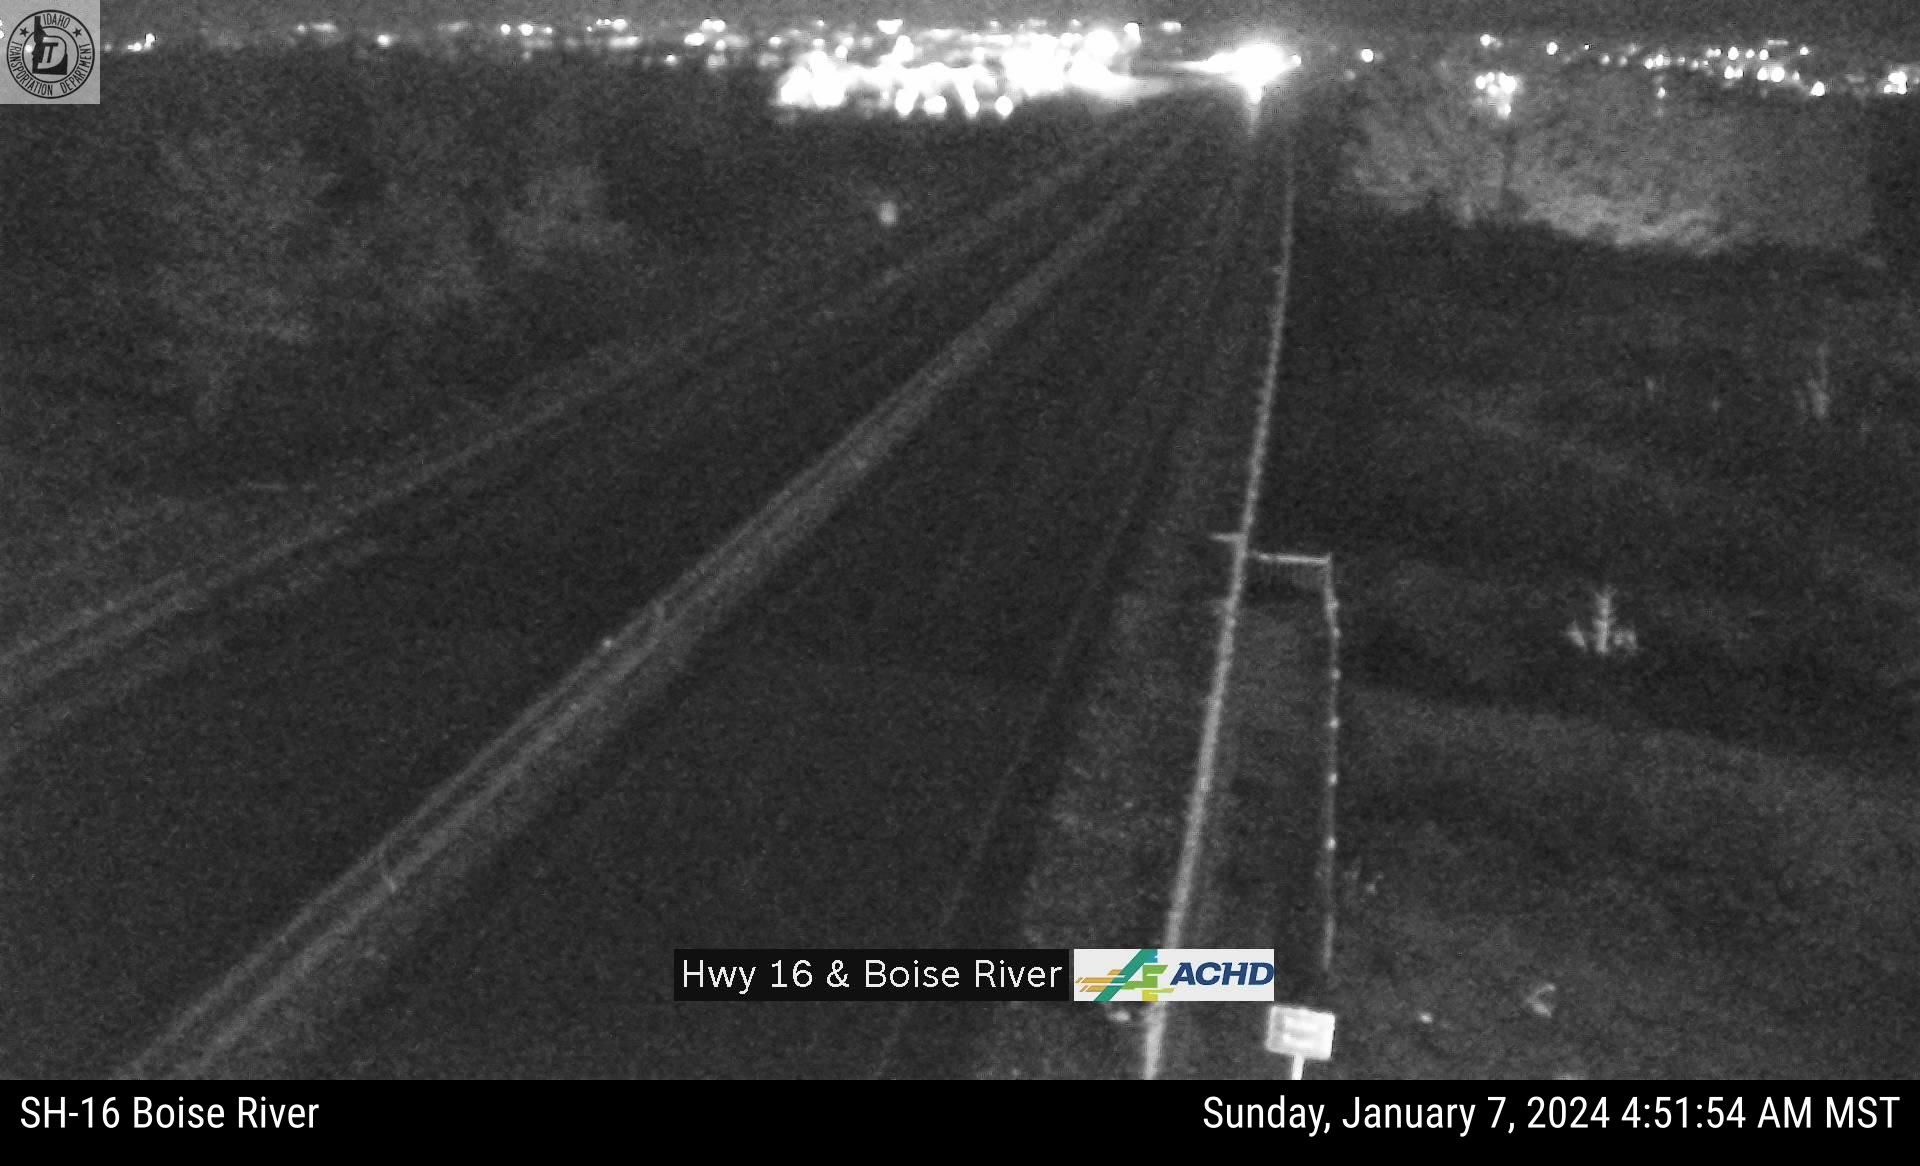 IDAHO
TRANSPORTATION DEPARTMENT
Hwy 16 & Boise River
ACHD
SH-16 Boise River
Sunday, January 7, 2024 4:51:54 AM MST